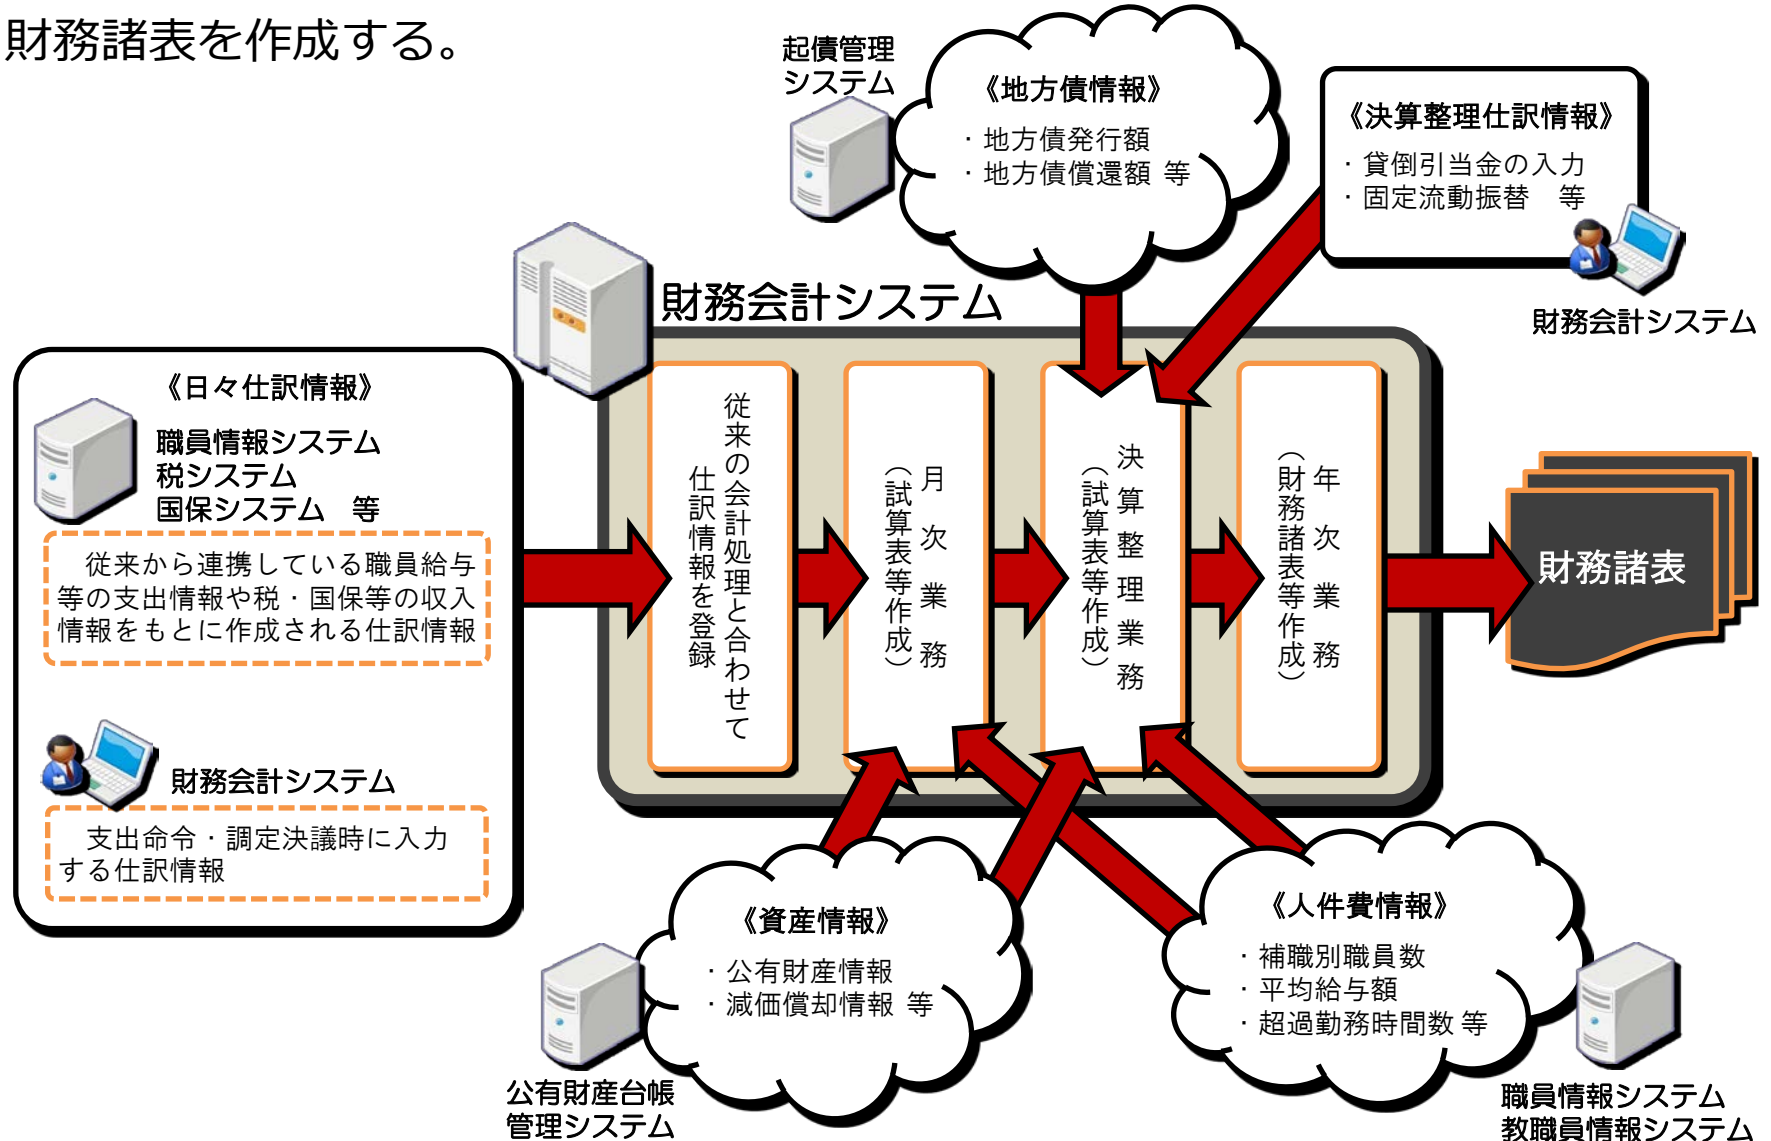 財務諸表を作成する。
起債管理
システム
《地方債情報》
・地方債発行額
・地方債償還額 等
《決算整理仕訳情報》
・貸倒引当金の入力
・固定流動振替　等
財務会計システム
財務会計システム
《日々仕訳情報》
職員情報システム
税システム
国保システム　等
従来から連携している職員給与
等の支出情報や税・国保等の収入
情報をもとに作成される仕訳情報
財務会計システム
支出命令・調定決議時に入力
する仕訳情報
従来の会計処理と合わせて
仕訳情報を登録
月次業務
（試算表等作成）
決算整理業務
（試算表等作成）
年次業務
（財務諸表等作成）
財務諸表
《資産情報》
・公有財産情報
・減価償却情報 等
公有財産台帳
管理システム
《人件費情報》
・補職別職員数
・平均給与額
・超過勤務時間数 等
職員情報システム
教職員情報システム